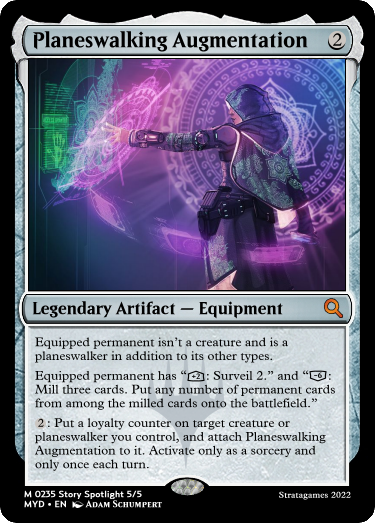 Planeswalking Augmentation 2
Legendary Artifact — Equipment
Equipped permanent isn't a creature and is a
planeswalker in addition to its other types.
Equipped permanent has “+2: Surveil 2.” and “−6:
Mill three cards. Put any number of permanent cards
from among the milled cards onto the battlefield.”
2 : Put a loyalty counter on target creature or
planeswalker you control, and attach Planeswalking
Augmentation to it. Activate only as a sorcery and
only once each turn.
M 0235 Story Spotlight 5/5
Stratagames 2022
MYD • EN Adam Schumpert